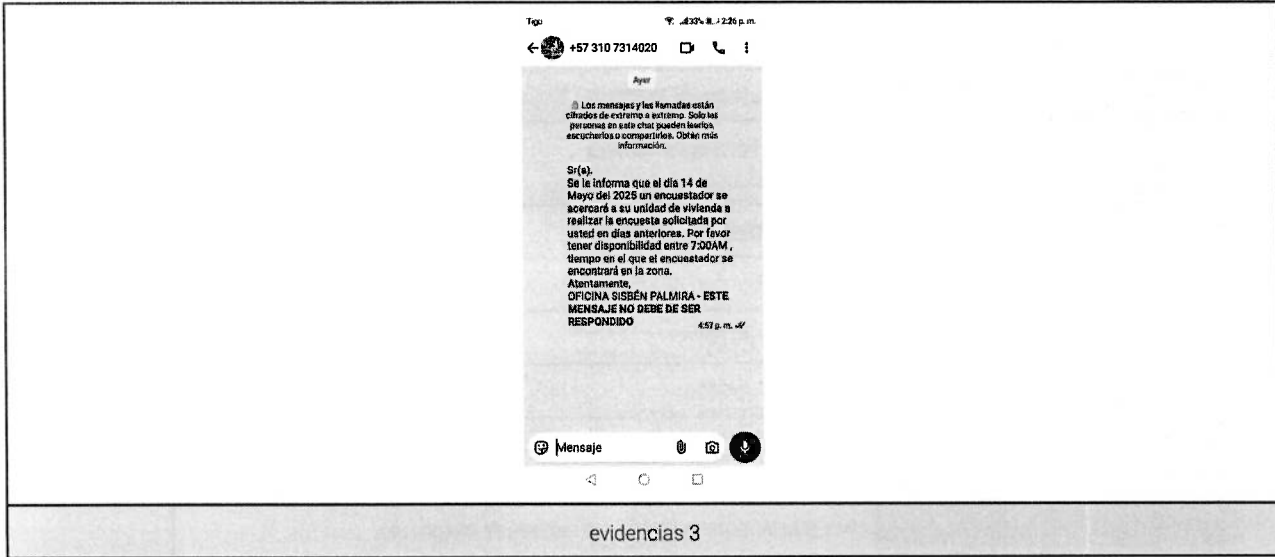 Tigo 33% 2:26 p. m.
+57 310 7314020
Ayer
Los mensajes y las llamadas están
cifrados de extremo a extremo. Solo las
personas en este chat pueden leerlos,
escucharlos o compartirlos. Obtén más
información.
Sr(a).
Se le informa que el día 14 de
Mayo del 2025 un encuestador se
acercará a su unidad de vivienda a
realizar la encuesta solicitada por
usted en días anteriores. Por favor
tener disponibilidad entre 7:00AM ,
tiempo en el que el encuestador se
encontrará en la zona.
Atentamente,
OFICINA SISBÉN PALMIRA - ESTE
MENSAJE NO DEBE DE SER
RESPONDIDO
4:57 p. m.
Mensaje
evidencias 3